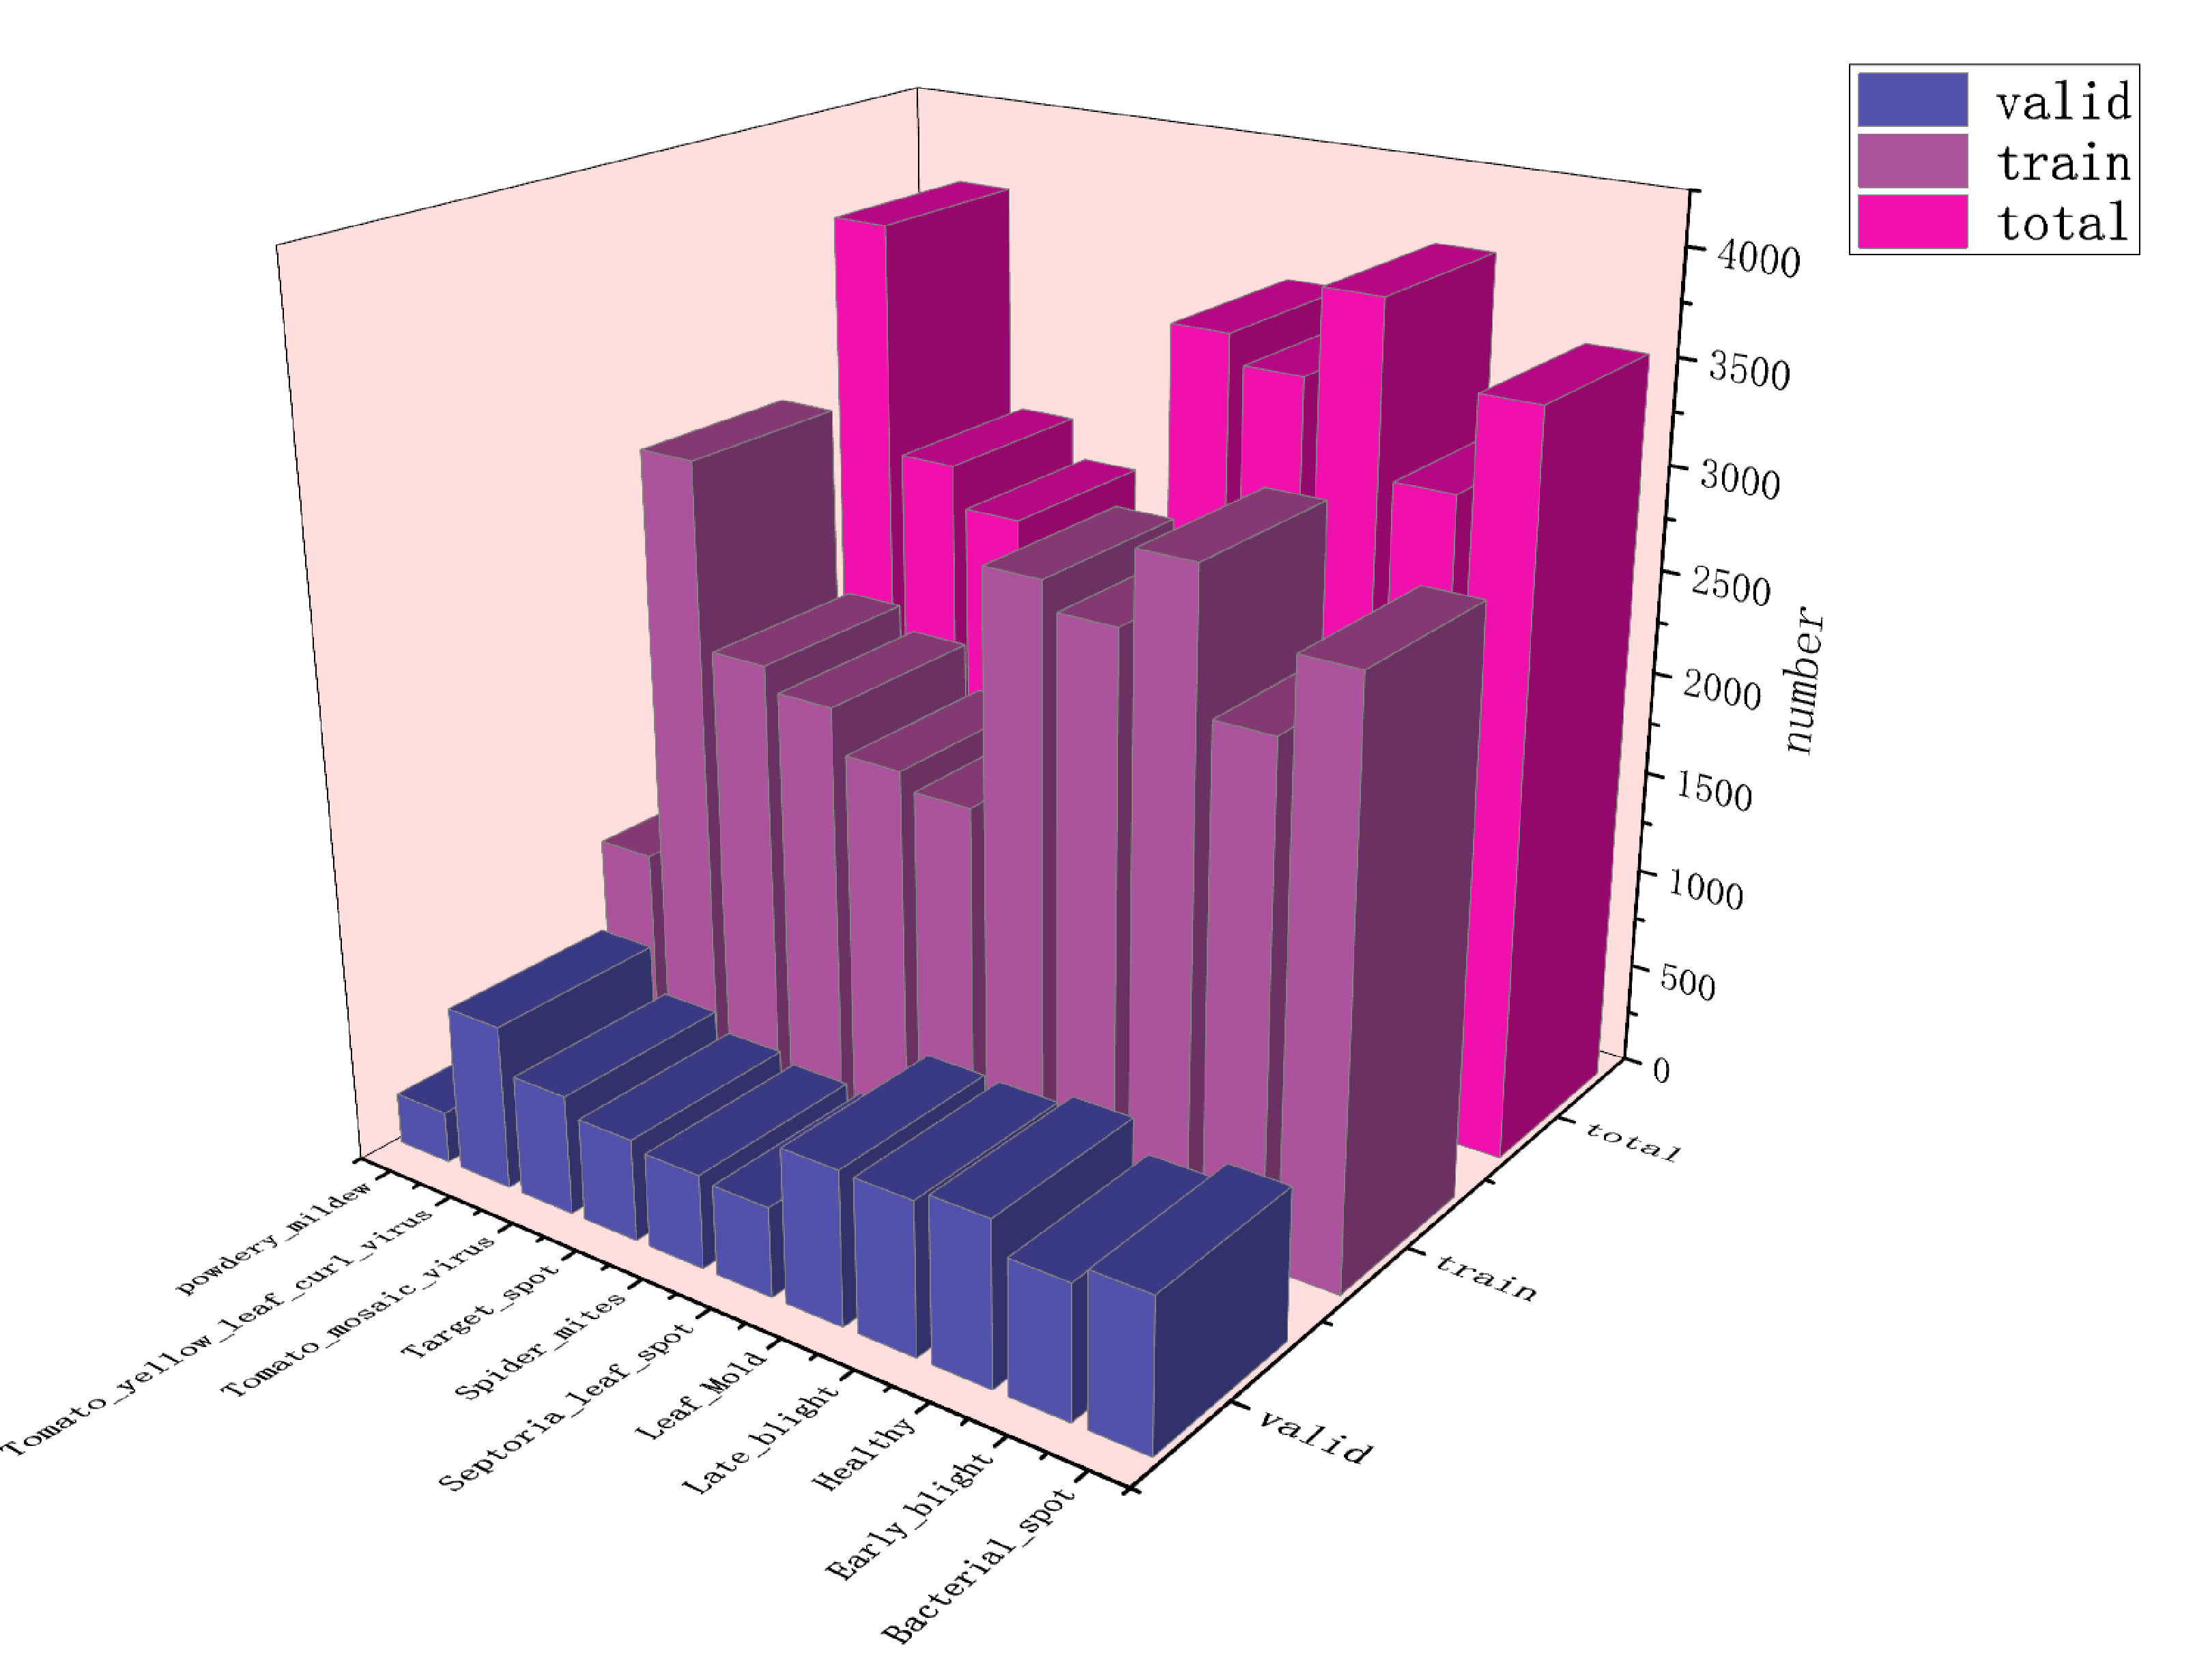 valid
train
total
4000
3500
3000
2500
2000
1500
1000
500
0
number
total
train
valid
powdery_mildew
Tomato_yellow_leaf_curl_virus
Tomato_mosaic_virus
Target_spot
Spider_mites
Septoria_leaf_spot
Leaf_Mold
Late_blight
Healthy
Early_blight
Bacterial_spot